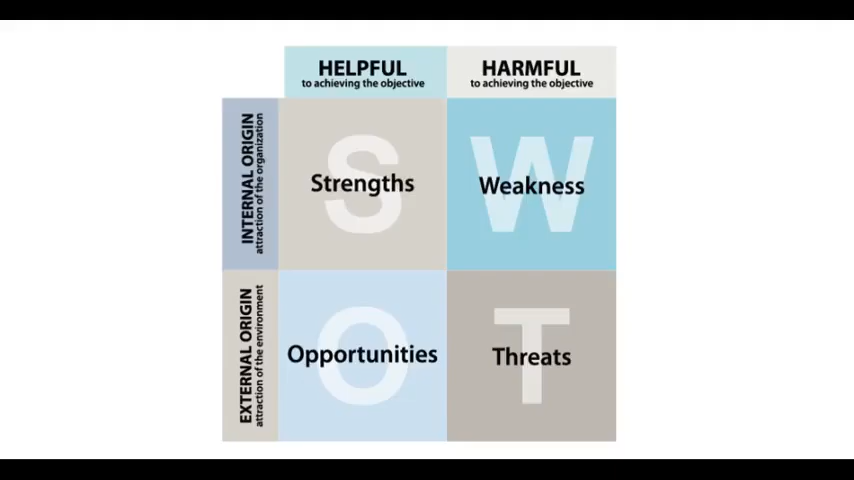 HELPFUL
to achieving the objective
HARMFUL
to achieving the objective
INTERNAL ORIGIN
attraction of the organization
S
Strengths
W
Weakness
EXTERNAL ORIGIN
attraction of the environment
O
Opportunities
T
Threats